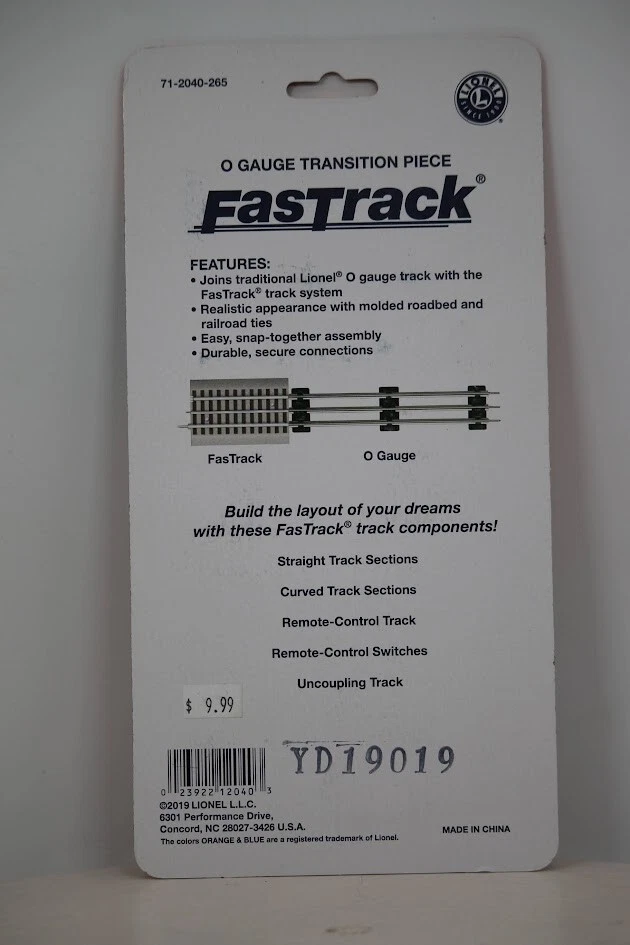 71-2040-265
LIONEL
L
SINCE 1900
®
O GAUGE TRANSITION PIECE
FasTrack®
FEATURES:
• Joins traditional Lionel® O gauge track with the
FasTrack® track system
• Realistic appearance with molded roadbed and
railroad ties
• Easy, snap-together assembly
• Durable, secure connections
FasTrack O Gauge
Build the layout of your dreams
with these FasTrack® track components!
Straight Track Sections
Curved Track Sections
Remote-Control Track
Remote-Control Switches
Uncoupling Track
$ 9.99
YD19019
0 23922 12040 3
©2019 LIONEL L.L.C.
6301 Performance Drive,
Concord, NC 28027-3426 U.S.A.
The colors ORANGE & BLUE are a registered trademark of Lionel.
MADE IN CHINA